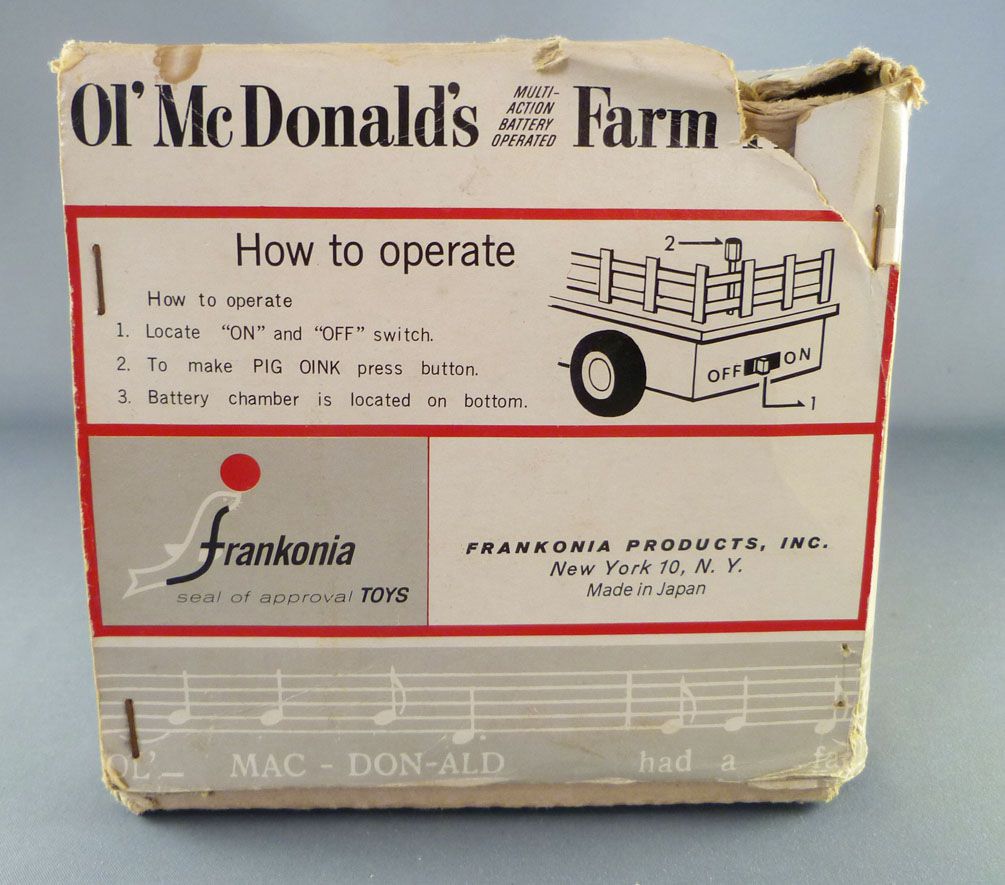 Ol' McDonald's MULTI-
ACTION
BATTERY
OPERATED Farm
How to operate
How to operate
1. Locate “ON” and “OFF” switch.
2. To make PIG OINK press button.
3. Battery chamber is located on bottom.
2
OFF ON
1
frankonia
seal of approval TOYS
FRANKONIA PRODUCTS, INC.
New York 10, N. Y.
Made in Japan
OL'_ MAC - DON-ALD had a fa